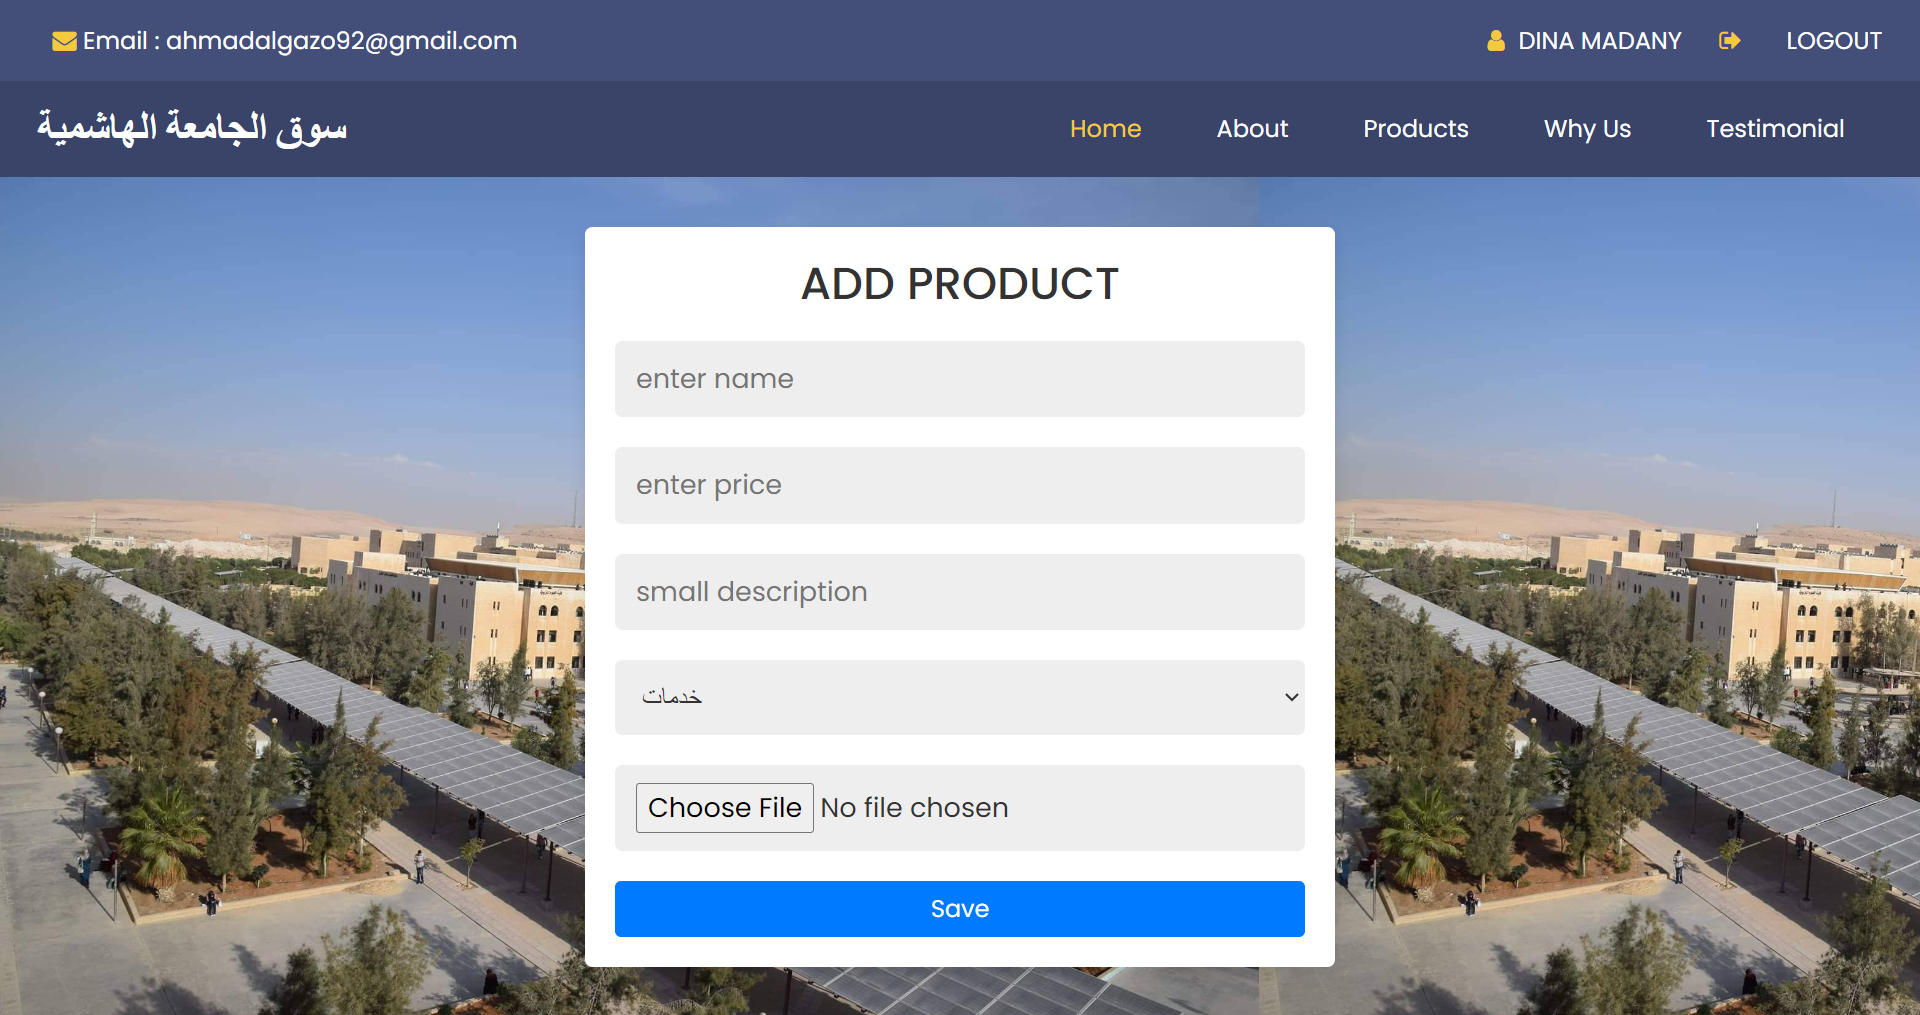 Email : ahmadalgazo92@gmail.com
DINA MADANY
LOGOUT
سوق الجامعة الهاشمية
Home
About
Products
Why Us
Testimonial
ADD PRODUCT
enter name
enter price
small description
خدمات
Choose File No file chosen
Save